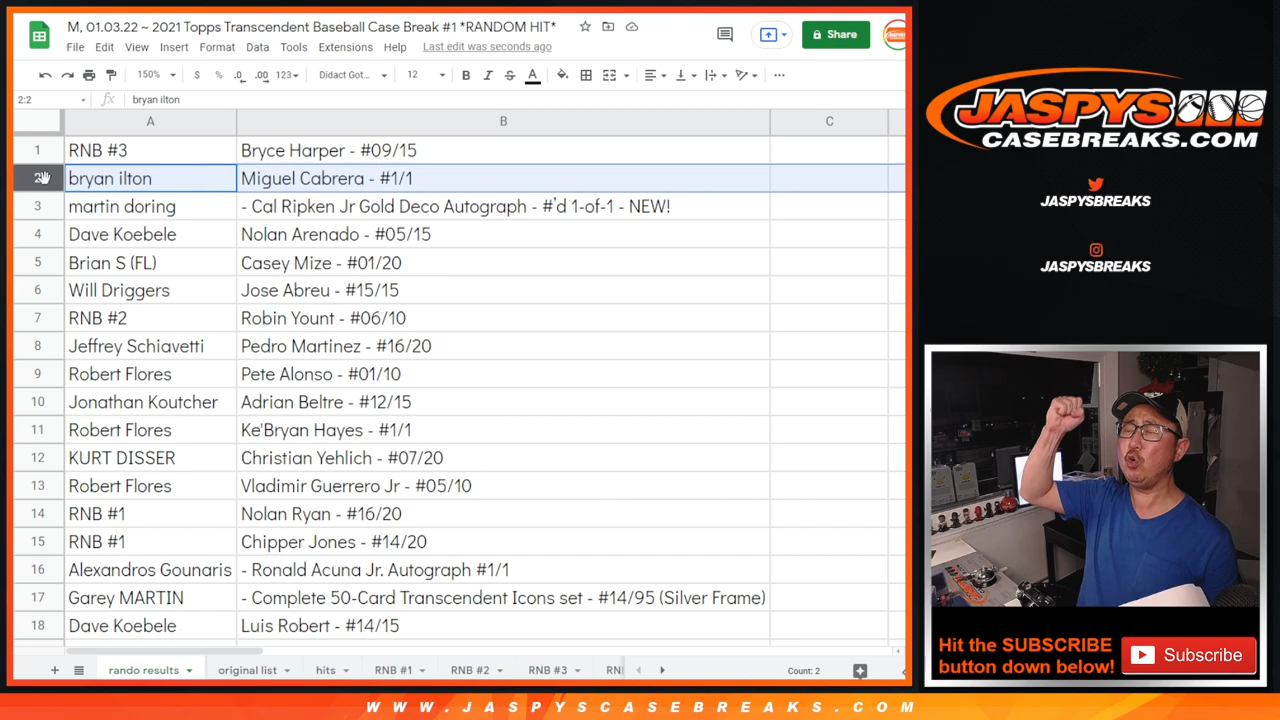 M, 01.03.22 ~ 2021 Topps Transcendent Baseball Case Break #1 *RANDOM HIT*
File Edit View Insert Format Data Tools Extensions Help Last edit was seconds ago
Share
150% $ % .0 .00 123 Didact Got... 12 B I S A
2:2 fx bryan ilton
A B C
1 RNB #3 Bryce Harper - #09/15
2 bryan ilton Miguel Cabrera - #1/1
3 martin doring - Cal Ripken Jr Gold Deco Autograph - #'d 1-of-1 - NEW!
4 Dave Koebele Nolan Arenado - #05/15
5 Brian S (FL) Casey Mize - #01/20
6 Will Driggers Jose Abreu - #15/15
7 RNB #2 Robin Yount - #06/10
8 Jeffrey Schiavetti Pedro Martinez - #16/20
9 Robert Flores Pete Alonso - #01/10
10 Jonathan Koutcher Adrian Beltre - #12/15
11 Robert Flores Ke'Bryan Hayes - #1/1
12 KURT DISSER Christian Yehlich - #07/20
13 Robert Flores Vladimir Guerrero Jr - #05/10
14 RNB #1 Nolan Ryan - #16/20
15 RNB #1 Chipper Jones - #14/20
16 Alexandros Gounaris - Ronald Acuna Jr. Autograph #1/1
17 Garey MARTIN - Complete 50-Card Transcendent Icons set - #14/95 (Silver Frame)
18 Dave Koebele Luis Robert - #14/15
rando results original list hits RNB #1 RNB #2 RNB #3 RN
Count: 2
JASPYS
CASEBREAKS.COM
JASPYSBREAKS
JASPYSBREAKS
Hit the SUBSCRIBE
button down below!
Subscribe
WWW.JASPYSCASEBREAKS.COM